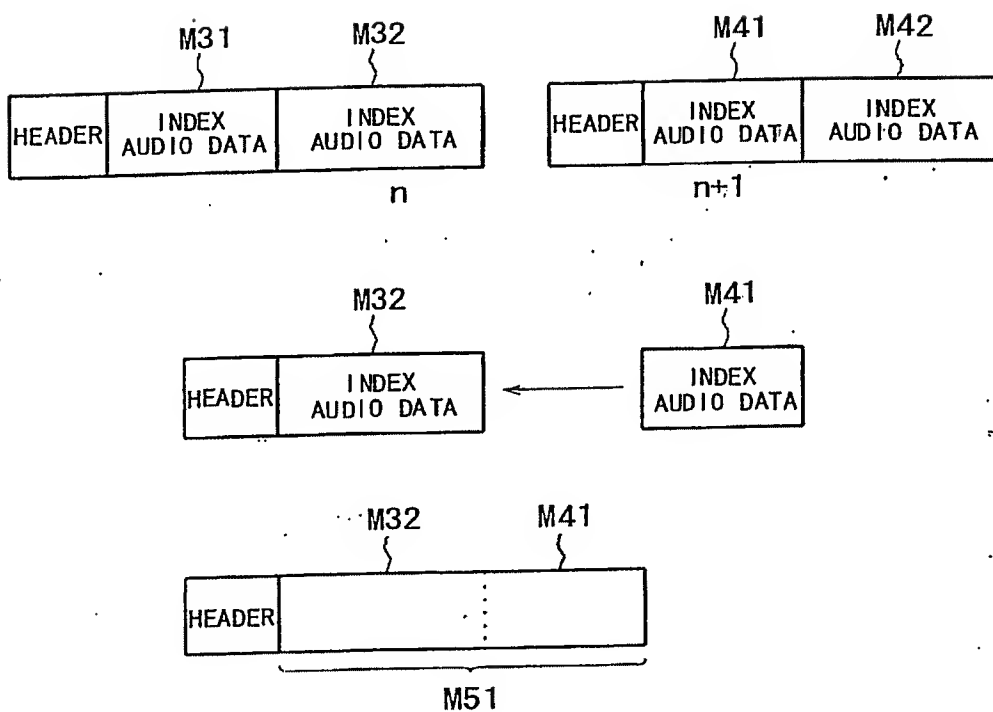 M31 M32 M41 M42
HEADER INDEX AUDIO DATA INDEX AUDIO DATA HEADER INDEX AUDIO DATA INDEX AUDIO DATA
n n+1
M32 M41
HEADER INDEX AUDIO DATA INDEX AUDIO DATA
M32 M41
HEADER
M51